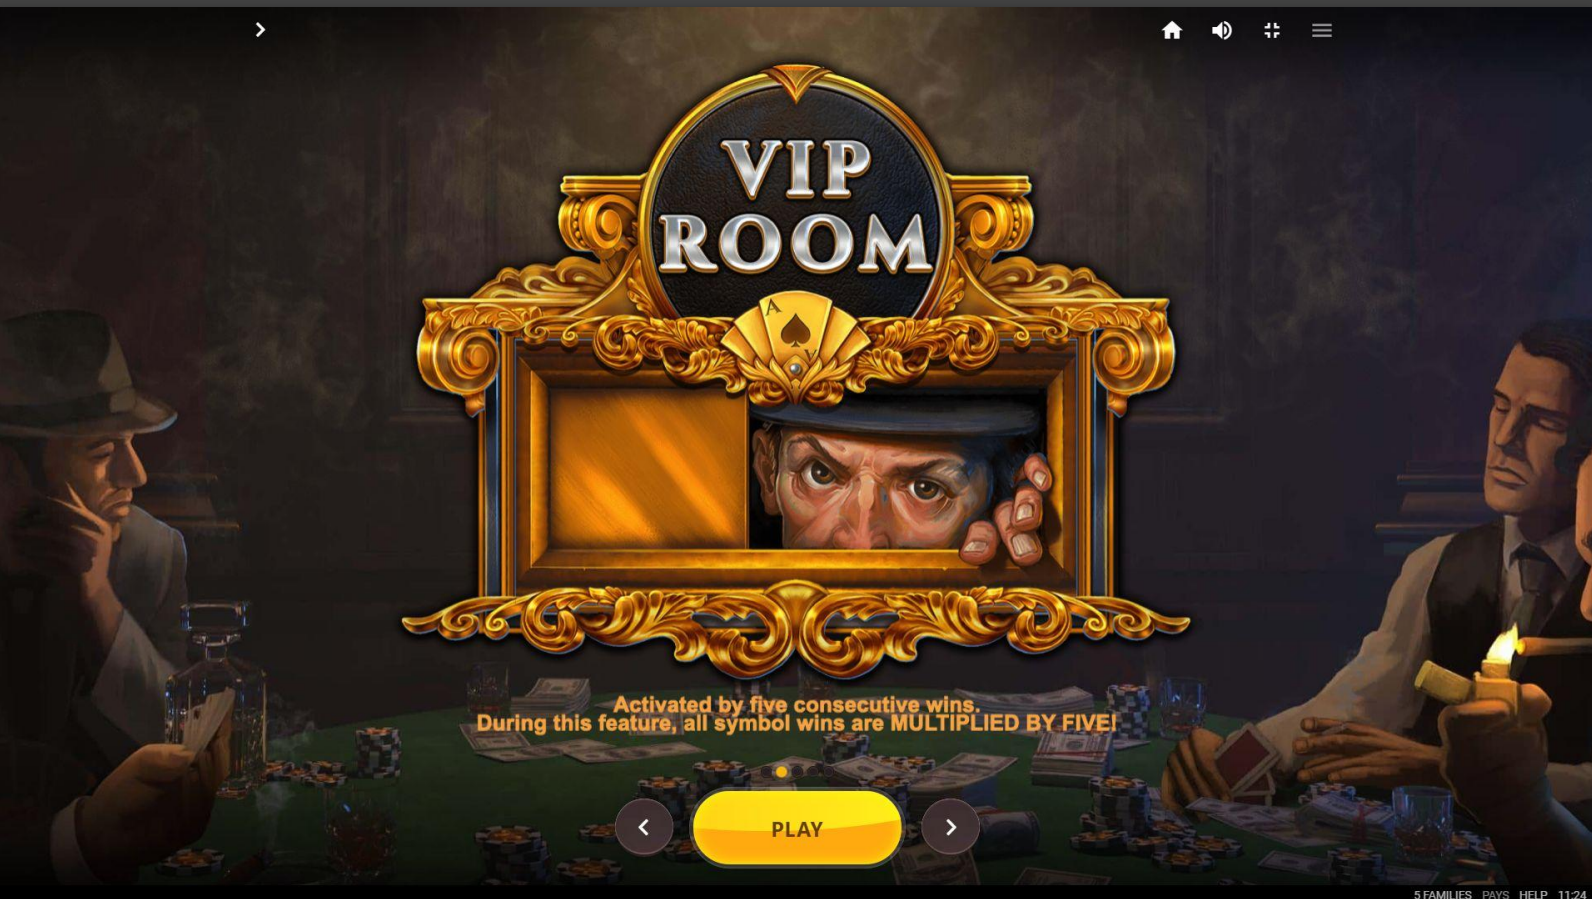 VIP
ROOM
A
A
Activated by five consecutive wins.
During this feature, all symbol wins are MULTIPLIED BY FIVE!
PLAY
5 FAMILIES PAYS HELP 11:24